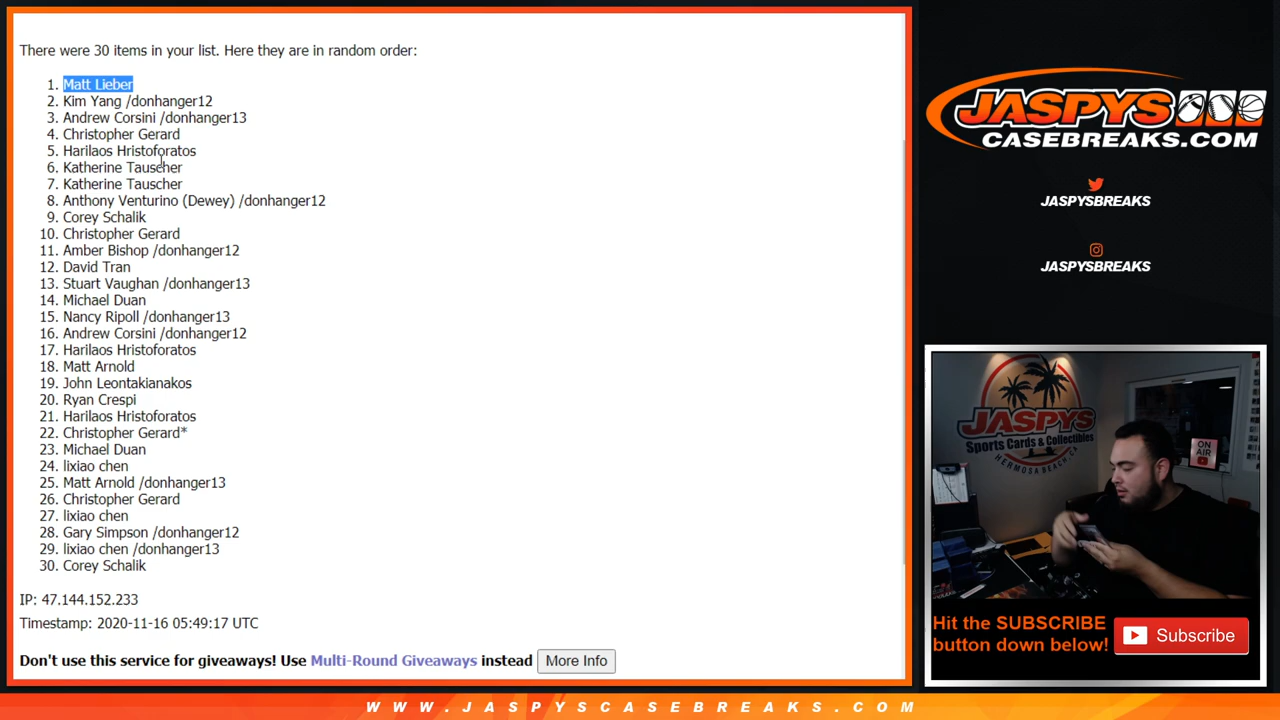 There were 30 items in your list. Here they are in random order:
1. Matt Lieber
2. Kim Yang /donhanger12
3. Andrew Corsini /donhanger13
4. Christopher Gerard
5. Harilaos Hristoforatos
6. Katherine Tauscher
7. Katherine Tauscher
8. Anthony Venturino (Dewey) /donhanger12
9. Corey Schalik
10. Christopher Gerard
11. Amber Bishop /donhanger12
12. David Tran
13. Stuart Vaughan /donhanger13
14. Michael Duan
15. Nancy Ripoll /donhanger13
16. Andrew Corsini /donhanger12
17. Harilaos Hristoforatos
18. Matt Arnold
19. John Leontakianakos
20. Ryan Crespi
21. Harilaos Hristoforatos
22. Christopher Gerard*
23. Michael Duan
24. lixiao chen
25. Matt Arnold /donhanger13
26. Christopher Gerard
27. lixiao chen
28. Gary Simpson /donhanger12
29. lixiao chen /donhanger13
30. Corey Schalik
IP: 47.144.152.233
Timestamp: 2020-11-16 05:49:17 UTC
Don't use this service for giveaways! Use Multi-Round Giveaways instead More Info
JASPYS
CASEBREAKS.COM
JASPYSBREAKS
JASPYSBREAKS
JASPYS
Sports Cards & Collectibles
HERMOSA BEACH, CA
ON
AIR
Hit the SUBSCRIBE
button down below!
Subscribe
WWW.JASPYSCASEBREAKS.COM